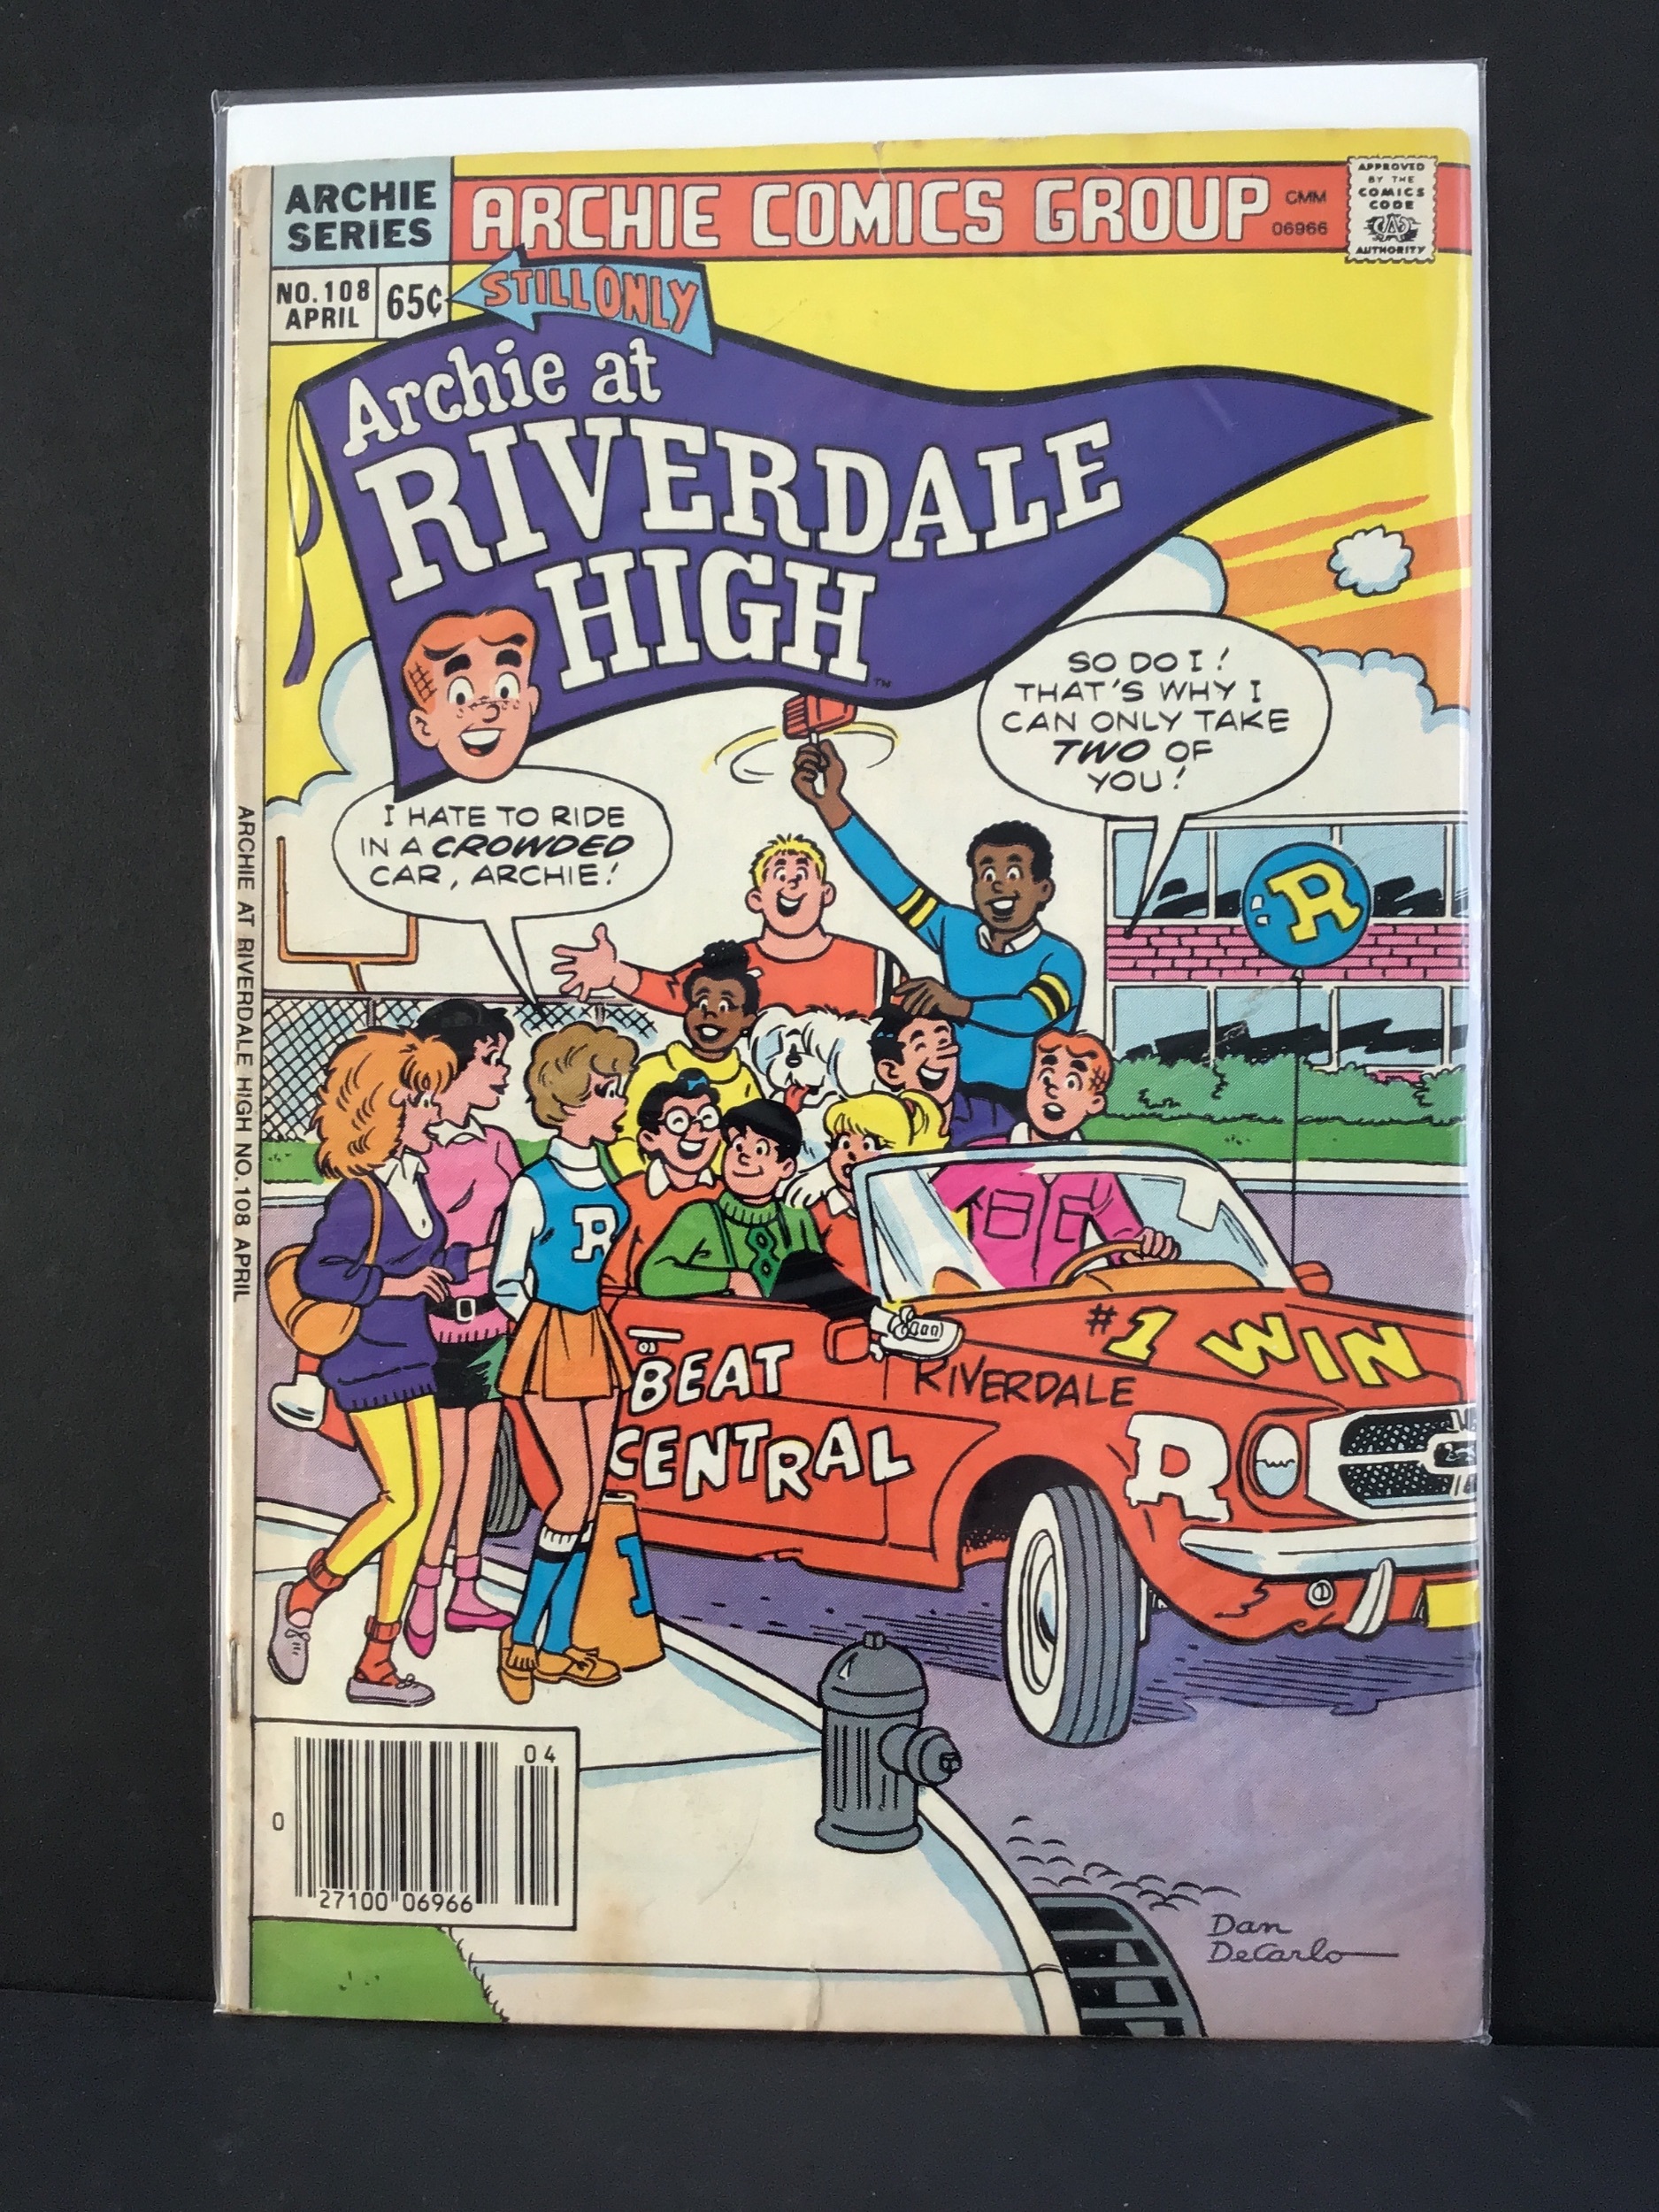 ARCHIE
SERIES
ARCHIE COMICS GROUP
CMM
06966
APPROVED
BY THE
COMICS
CODE
CA
AUTHORITY
NO. 108
APRIL
65¢
STILL ONLY
Archie at
RIVERDALE
HIGH
TM
SO DO I!
THAT'S WHY I
CAN ONLY TAKE
TWO OF
YOU!
I HATE TO RIDE
IN A CROWDED
CAR, ARCHIE!
R
R
ARCHIE AT RIVERDALE HIGH NO. 108 APRIL
BEAT
CENTRAL
#1 WIN
RIVERDALE
R
04
0
27100 06966
Dan
DeCarlo